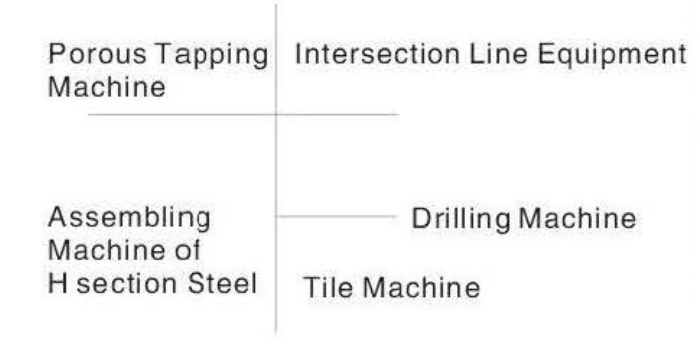 Porous Tapping
Machine
Intersection Line Equipment
Assembling
Machine of
H section Steel
Drilling Machine
Tile Machine